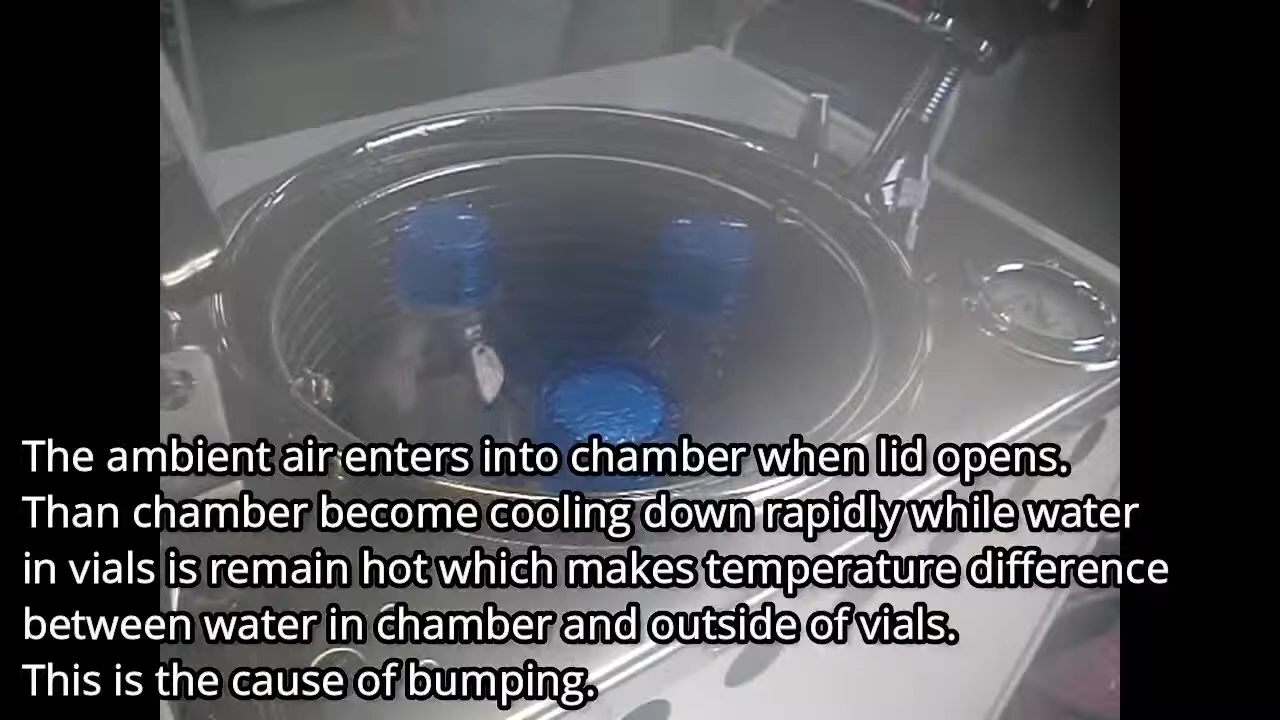 The ambient air enters into chamber when lid opens.
Than chamber become cooling down rapidly while water
in vials is remain hot which makes temperature difference
between water in chamber and outside of vials.
This is the cause of bumping.